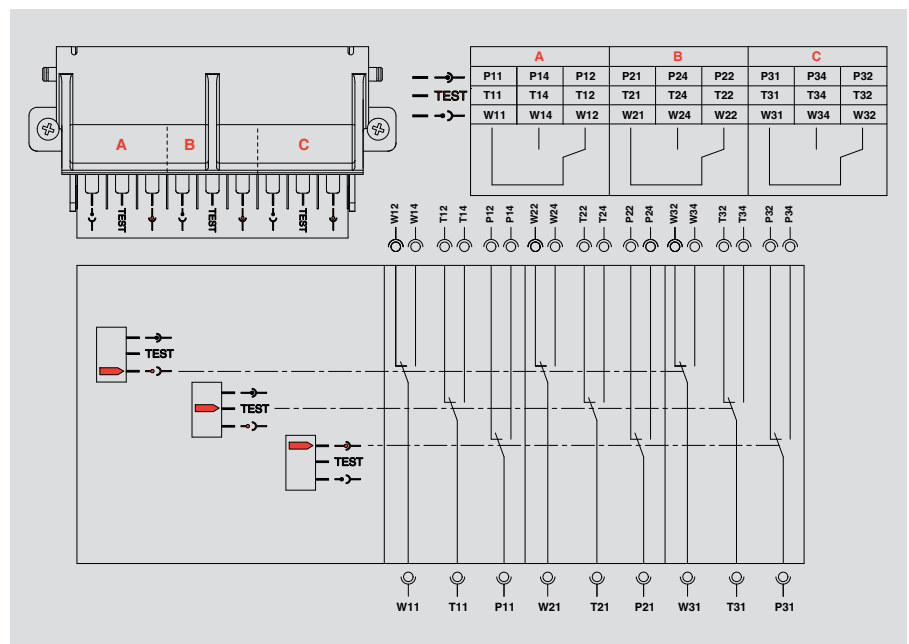 A B C
P11 P14 P12 P21 P24 P22 P31 P34 P32
TEST T11 T14 T12 T21 T24 T22 T31 T34 T32
W11 W14 W12 W21 W24 W22 W31 W34 W32
A B C
TEST TEST TEST
W12 W14 T12 T14 P12 P14 W22 W24 T22 T24 P22 P24 W32 W34 T32 T34 P32 P34
TEST
TEST
TEST
W11 T11 P11 W21 T21 P21 W31 T31 P31